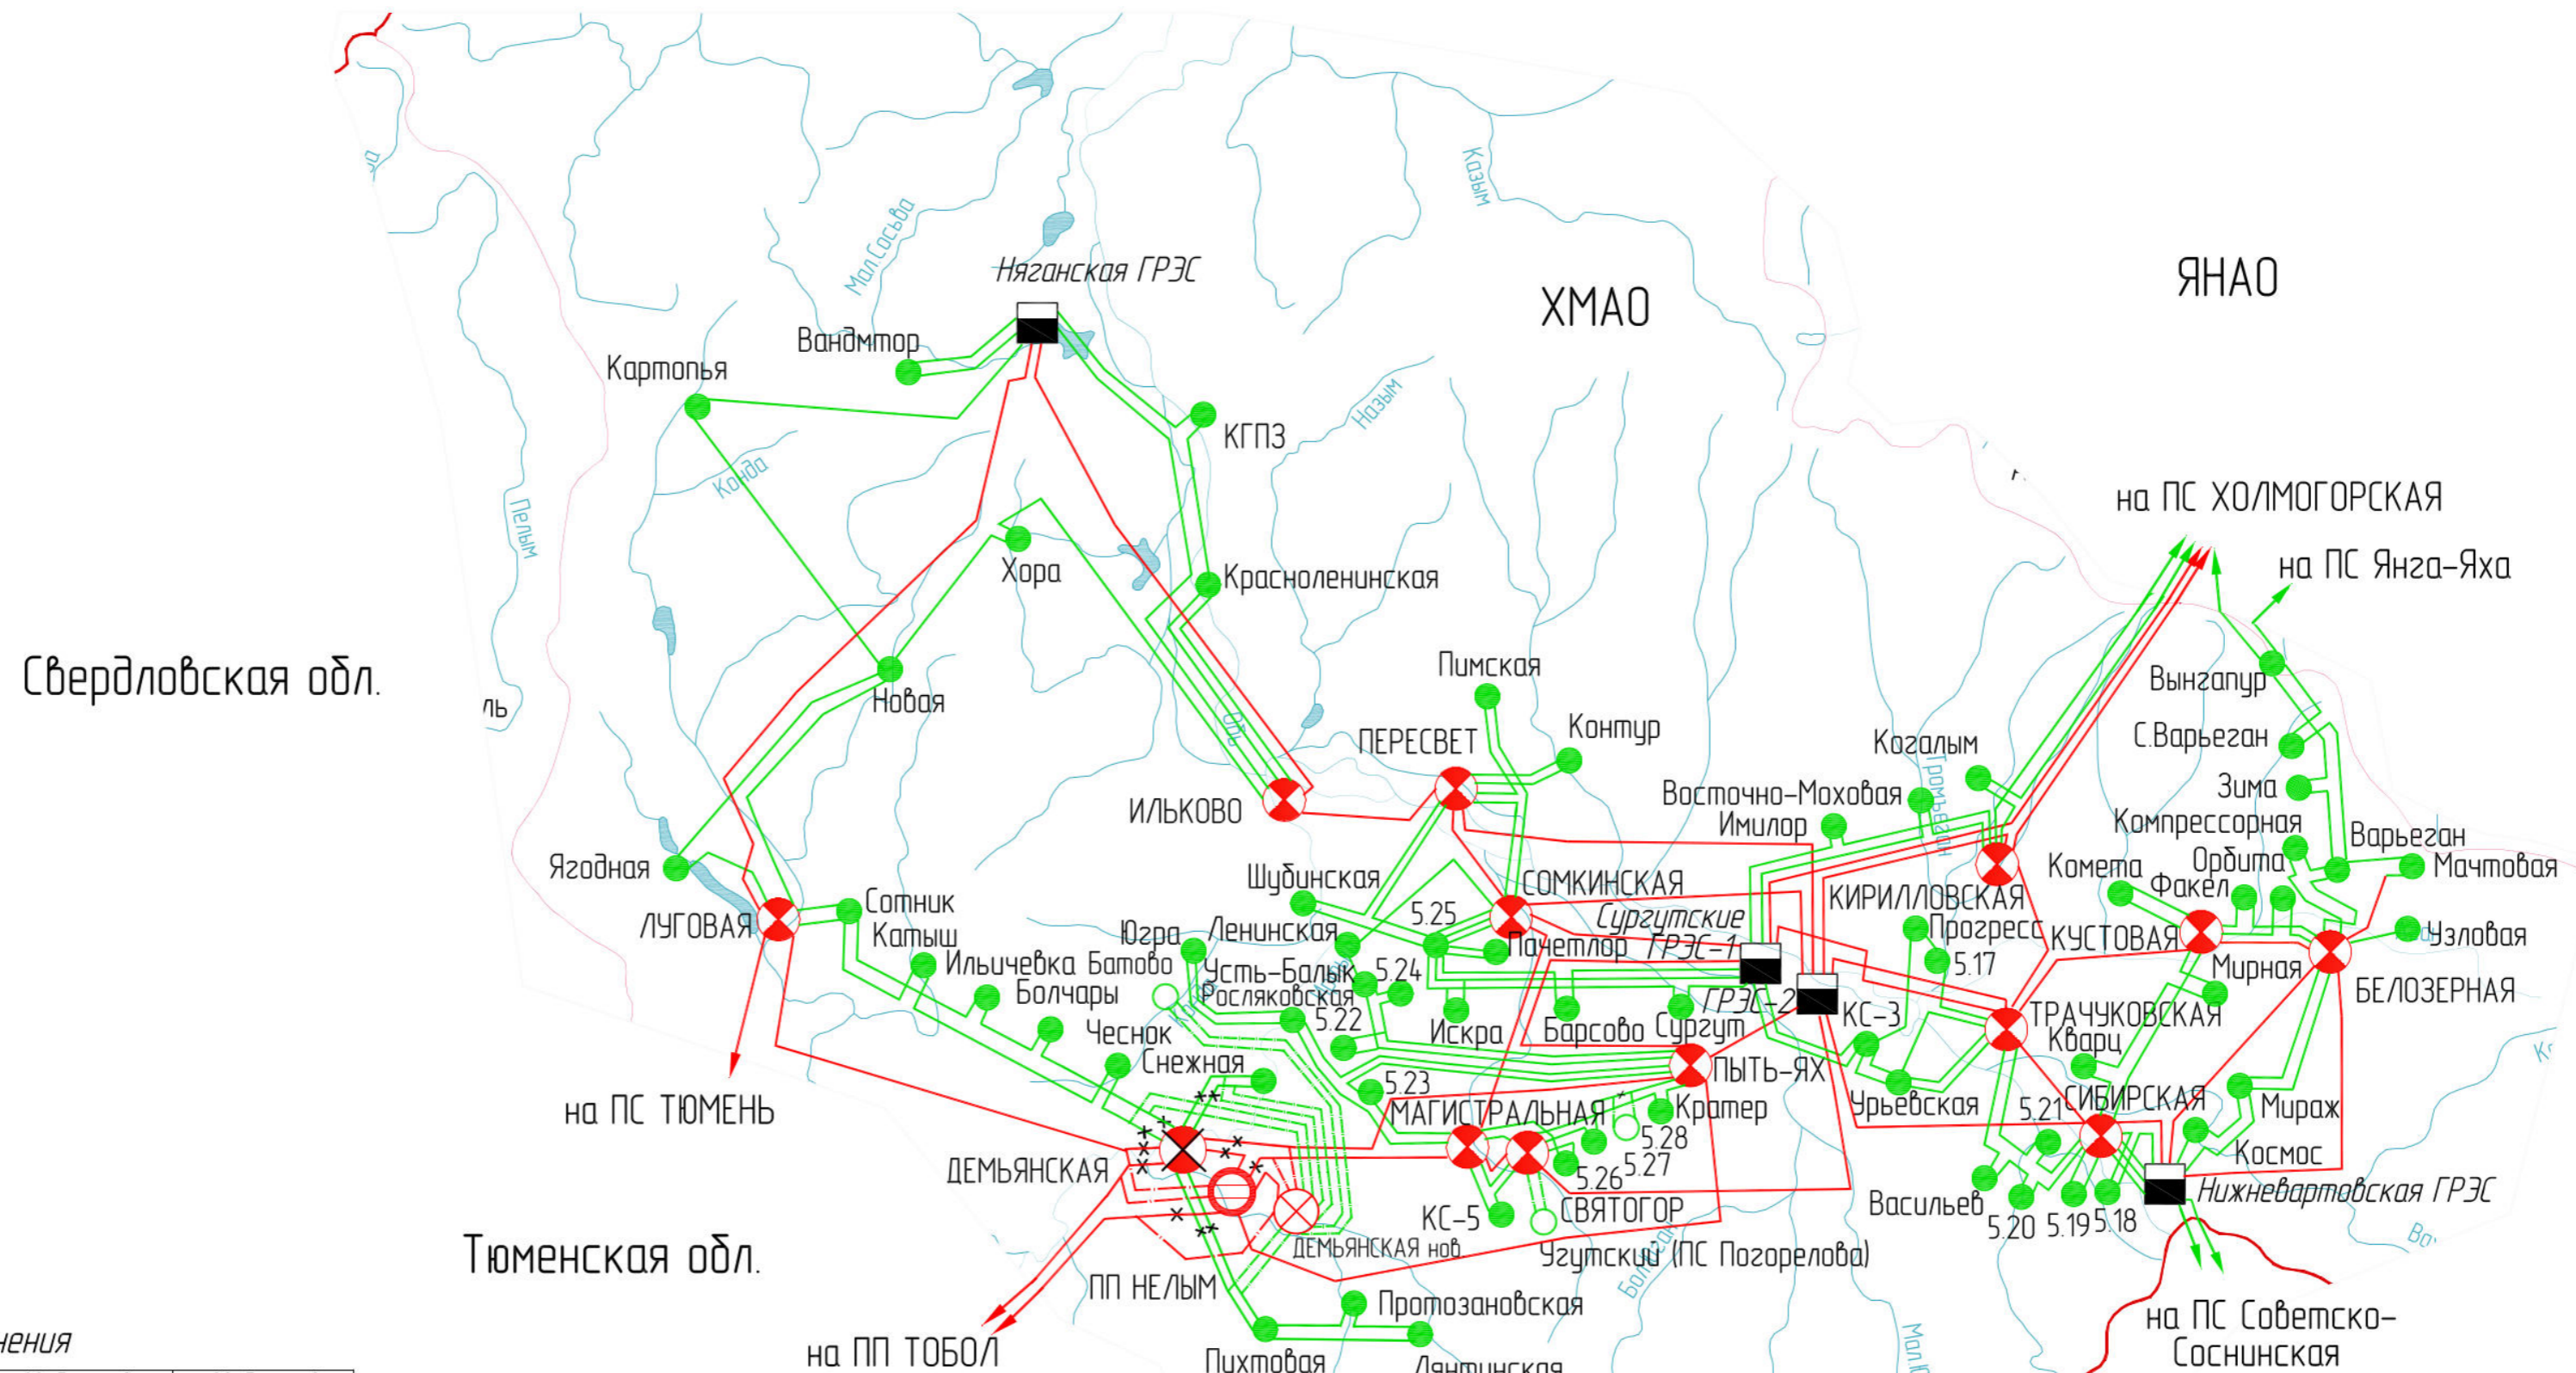 Няганская ГРЭС
ХМАО
ЯНАО
Казым
Мал.Сосьва
Вандмтор
Картопья
Назым
КГПЗ
Конда
Пелым
на ПС ХОЛМОГОРСКАЯ
на ПС Янга-Яха
Хора
Красноленинская
Свердловская обл.
ль
Новая
Обь
Пимская
Вынгапур
Контур
ПЕРЕСВЕТ
С.Варьеган
Когалым
Тромъеган
Зима
ИЛЬКОВО
Восточно-Моховая
Имилор
Компрессорная
Варьеган
Ягодная
Шубинская
СОМКИНСКАЯ
КИРИЛЛОВСКАЯ
Комета
Орбита
Мачтовая
Факел
ЛУГОВАЯ
Сотник
Катыш
Югра
Ленинская
5.25
Сургутские
ГРЭС-1
Прогресс
КУСТОВАЯ
Узловая
Ильичевка
Батово
Усть-Балык
5.24
Пачетлор
5.17
Мирная
БЕЛОЗЕРНАЯ
Болчары
Росляковская
5.22
Искра
Барсово
Сургут
ГРЭС-2
КС-3
ТРАЧУКОВСКАЯ
Чеснок
Снежная
Кварц
ПЫТЬ-ЯХ
5.23
на ПС ТЮМЕНЬ
МАГИСТРАЛЬНАЯ
Кратер
Урьевская
5.21
СИБИРСКАЯ
Мираж
5.28
Космос
ДЕМЬЯНСКАЯ
5.26
5.27
КС-5
СВЯТОГОР
Васильев
5.20
5.19
5.18
Нижневартовская ГРЭС
Тюменская обл.
ДЕМЬЯНСКАЯ нов
Угутский (ПС Погорелова)
ПП НЕЛЫМ
Протозановская
на ПС Советско-
Соснинская
на ПП ТОБОЛ
Пихтовая
нения